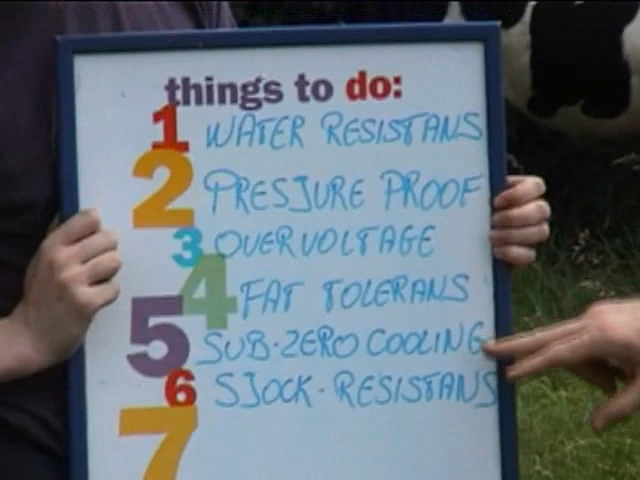 things to do:
1 WATER RESISTANS
2 PRESJURE PROOF
3 OVERVOLTAGE
4 FAT TOLERANS
5 SUB-ZERO COOLING
6 SJOCK-RESISTANS
7